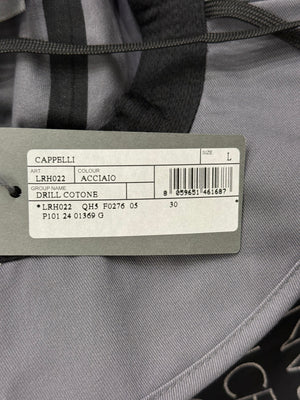 CAPPELLI
SIZE L
ART. COLOUR
LRH022 ACCIAIO
GROUP NAME
DRILL COTONE
8 059651 461687
*LRH022 QH5 F0276 05 30
P101 24 01369 G